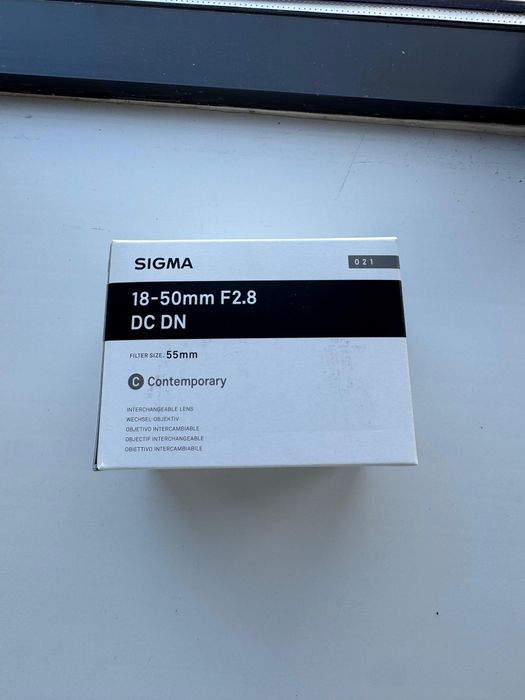 SIGMA
021
18-50mm F2.8
DC DN
FILTER SIZE: 55mm
C Contemporary
INTERCHANGEABLE LENS
WECHSEL-OBJEKTIV
OBJETIVO INTERCAMBIABLE
OBJECTIF INTERCHANGEABLE
OBIETTIVO INTERCAMBIABILE